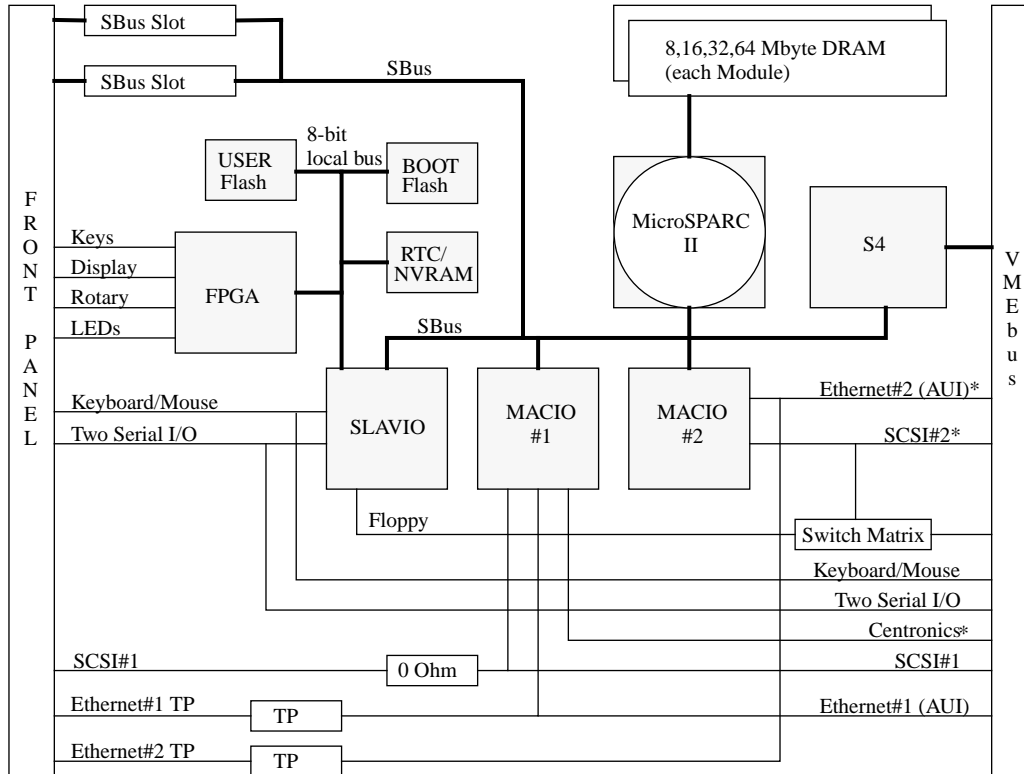 SBus Slot
8,16,32,64 Mbyte DRAM
(each Module)
SBus Slot
SBus
8-bit
local bus
USER
Flash
BOOT
Flash
FRONT PANEL
MicroSPARC
II
S4
VMEbus
Keys
Display
Rotary
LEDs
FPGA
RTC/
NVRAM
SBus
Keyboard/Mouse
Two Serial I/O
SLAVIO
MACIO
#1
MACIO
#2
Ethernet#2 (AUI)*
SCSI#2*
Floppy
Switch Matrix
Keyboard/Mouse
Two Serial I/O
Centronics*
SCSI#1
0 Ohm
SCSI#1
Ethernet#1 TP
TP
Ethernet#1 (AUI)
Ethernet#2 TP
TP